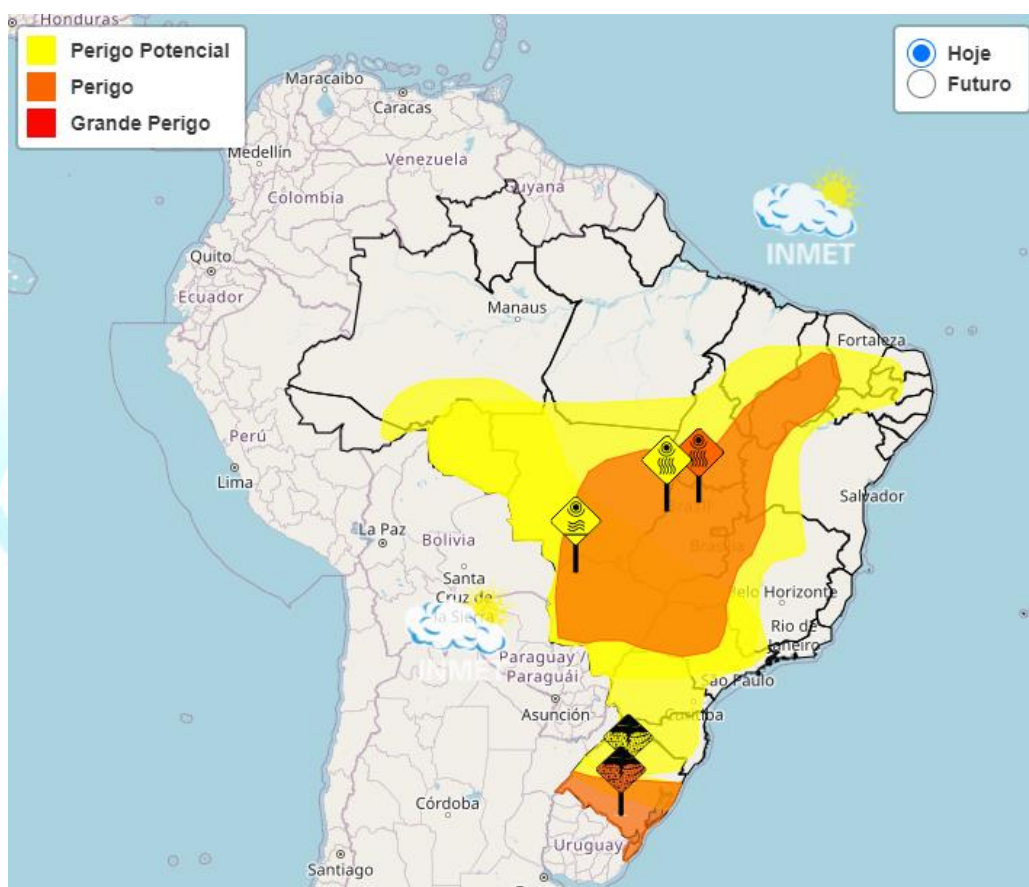 Honduras
Perigo Potencial
Perigo
Grande Perigo
Hoje
Futuro
Maracaibo
Caracas
Medellín
Venezuela
Guyana
Colombia
INMET
Quito
Ecuador
Manaus
Fortaleza
Perú
Lima
Salvador
La Paz
Bolivia
Brazil
Brasília
Santa
Cruz de
la Sierra
Belo Horizonte
Rio de
Janeiro
INMET
Paraguay /
Paraguái
São Paulo
Asunción
Curitiba
Córdoba
Uruguay
Santiago